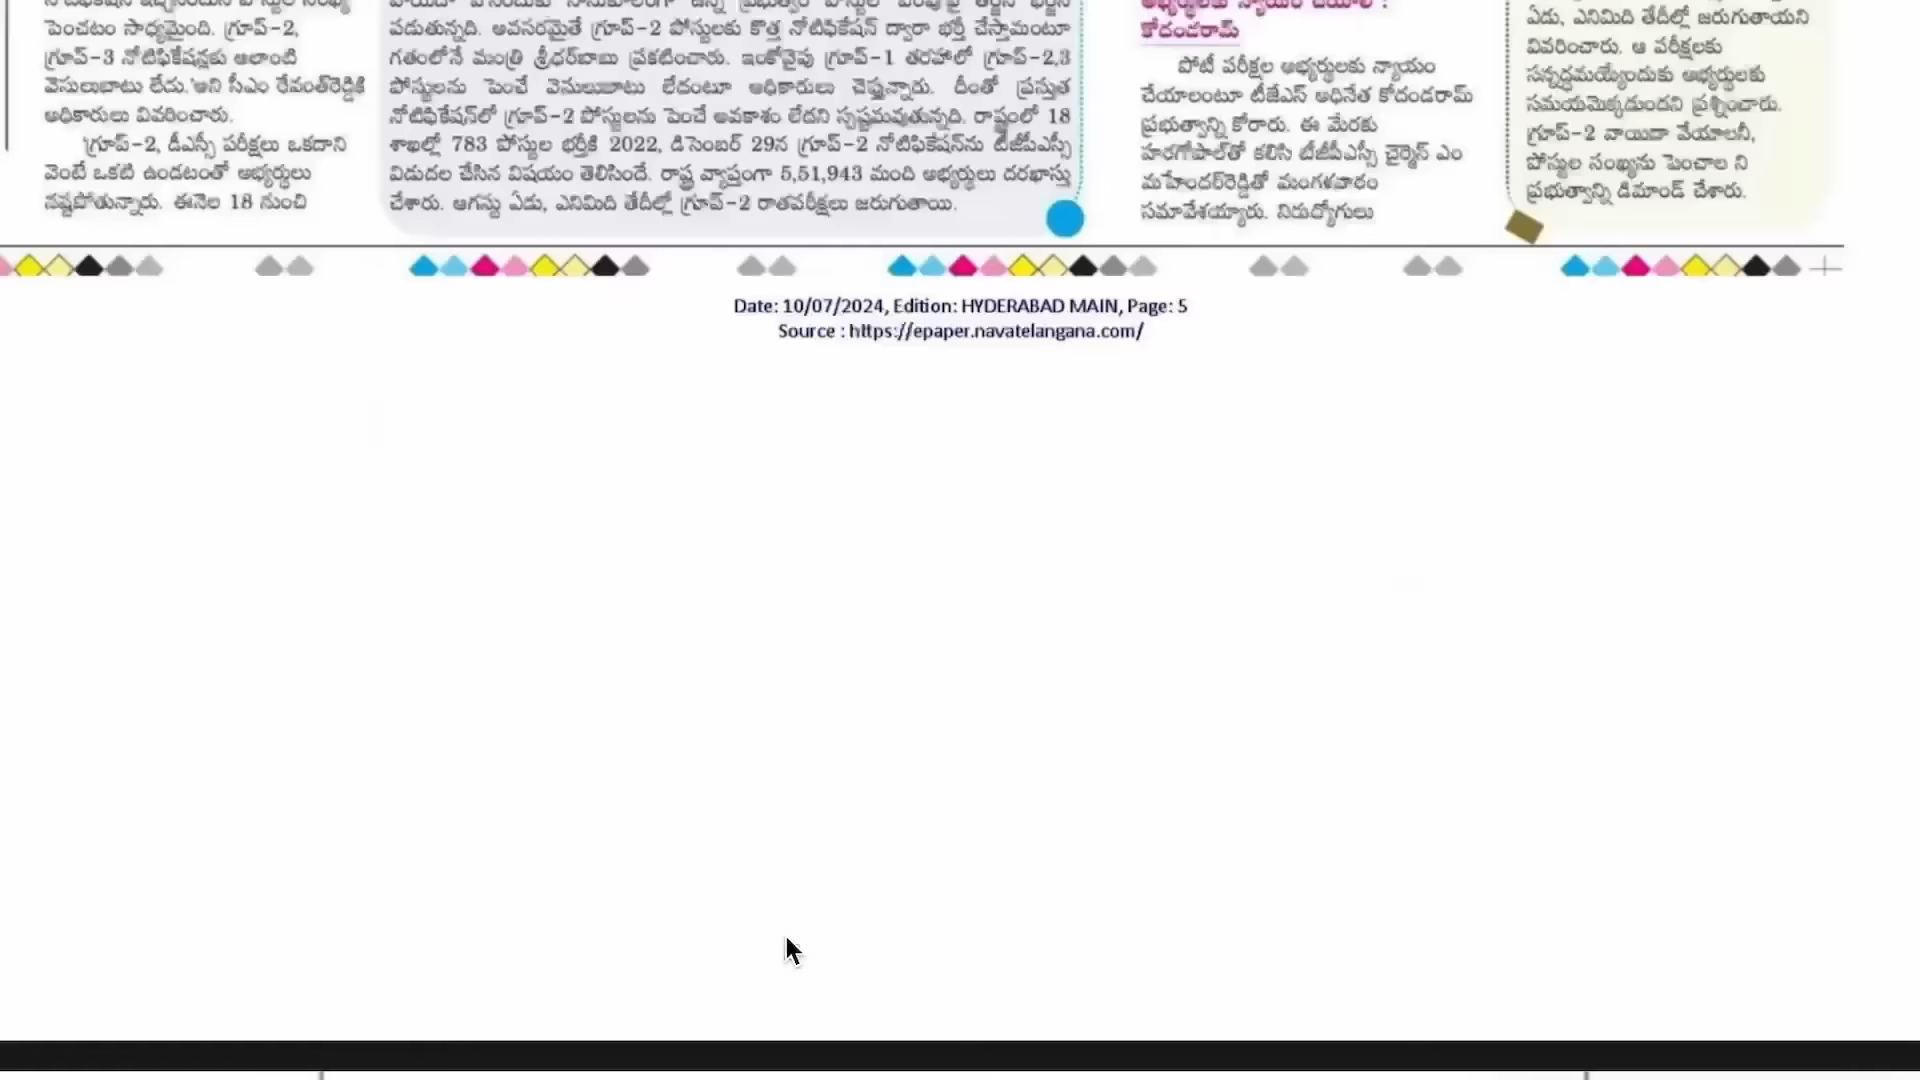 పెంచటం సాధ్యమైంది. గ్రూప్-2,
గ్రూప్-3 నోటిఫికేషన్లకు అలాంటి
వెసులుబాటు లేదు.'అని సీఎం రేవంత్‌రెడ్డికి
అధికారులు వివరించారు.
'గ్రూప్-2, డీఎస్సీ పరీక్షలు ఒకదాని
వెంటే ఒకటి ఉండటంతో అభ్యర్థులు
నష్టపోతున్నారు. ఈనెల 18 నుంచి
పడుతున్నది. అవసరమైతే గ్రూప్-2 పోస్టులకు కొత్త నోటిఫికేషన్ ద్వారా భర్తీ చేస్తామంటూ
గతంలోనే మంత్రి శ్రీధర్‌బాబు ప్రకటించారు. ఇంకోవైపు గ్రూప్-1 తరహాలో గ్రూప్-2,3
పోస్టులను పెంచే వెసులుబాటు లేదంటూ అధికారులు చెప్తున్నారు. దీంతో ప్రస్తుత
నోటిఫికేషన్‌లో గ్రూప్-2 పోస్టులను పెంచే అవకాశం లేదని స్పష్టమవుతున్నది. రాష్ట్రంలో 18
శాఖల్లో 783 పోస్టుల భర్తీకి 2022, డిసెంబర్ 29న గ్రూప్-2 నోటిఫికేషన్‌ను టీజీపీఎస్సీ
విడుదల చేసిన విషయం తెలిసిందే. రాష్ట్ర వ్యాప్తంగా 5,51,943 మంది అభ్యర్థులు దరఖాస్తు
చేశారు. ఆగస్టు ఏడు, ఎనిమిది తేదీల్లో గ్రూప్-2 రాతపరీక్షలు జరుగుతాయి.
అభ్యర్థులకు న్యాయం చేయాలి :
కోదండరామ్
పోటీ పరీక్షల అభ్యర్థులకు న్యాయం
చేయాలంటూ టీజేఎస్ అధినేత కోదండరామ్
ప్రభుత్వాన్ని కోరారు. ఈ మేరకు
హరగోపాల్‌తో కలిసి టీజీపీఎస్సీ చైర్మెన్ ఎం
మహేందర్‌రెడ్డితో మంగళవారం
సమావేశయ్యారు. నిరుద్యోగులు
ఏడు, ఎనిమిది తేదీల్లో జరుగుతాయని
వివరించారు. ఆ పరీక్షలకు
సన్నద్ధమయ్యేందుకు అభ్యర్థులకు
సమయమెక్కడుందని ప్రశ్నించారు.
గ్రూప్-2 వాయిదా వేయాలనీ,
పోస్టుల సంఖ్యను పెంచాల ని
ప్రభుత్వాన్ని డిమాండ్ చేశారు.
Date: 10/07/2024, Edition: HYDERABAD MAIN, Page: 5
Source : https://epaper.navatelangana.com/